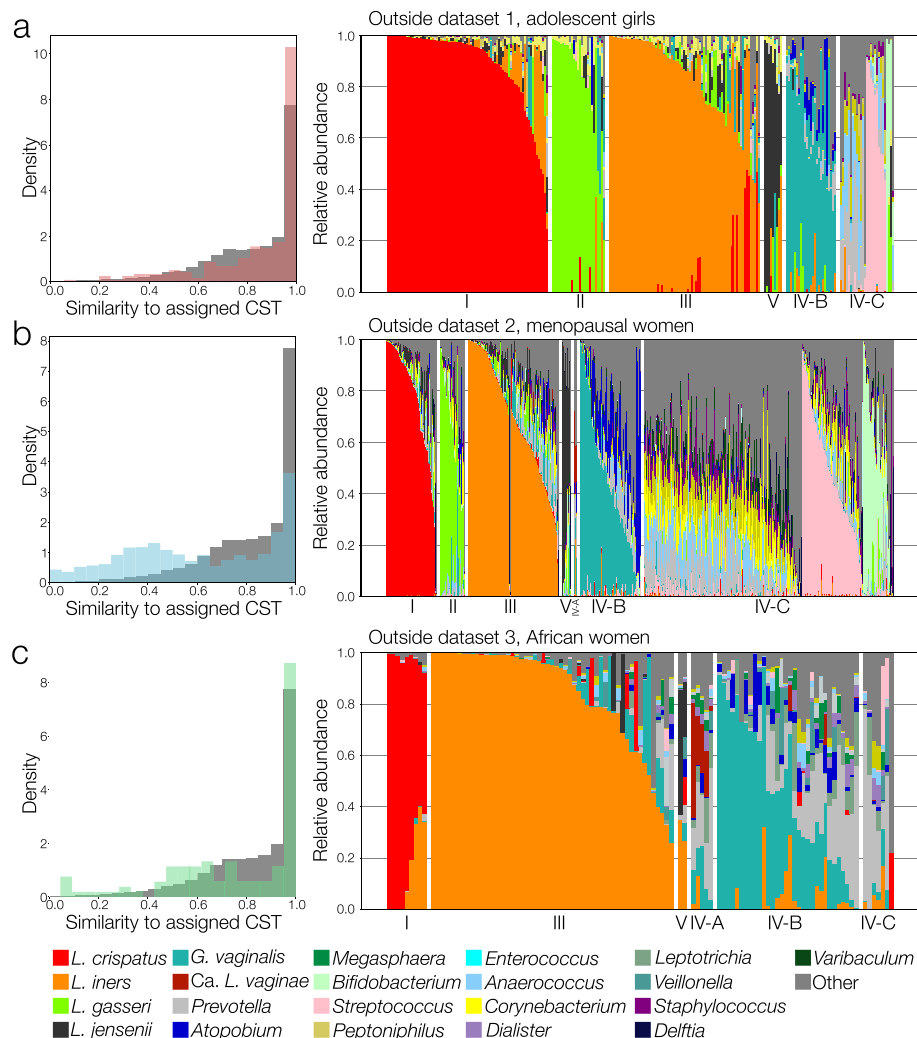 a
Outside dataset 1, adolescent girls
Density
10
8
6
4
2
0
0.0 0.2 0.4 0.6 0.8 1.0
Similarity to assigned CST
Relative abundance
1.0
0.8
0.6
0.4
0.2
0.0
I II III V IV-B IV-C
b
Outside dataset 2, menopausal women
Density
8
7
6
5
4
3
2
1
0
0.0 0.2 0.4 0.6 0.8 1.0
Similarity to assigned CST
Relative abundance
1.0
0.8
0.6
0.4
0.2
0.0
I II III V IV-A IV-B IV-C
c
Outside dataset 3, African women
Density
8
6
4
2
0
0.0 0.2 0.4 0.6 0.8 1.0
Similarity to assigned CST
Relative abundance
1.0
0.8
0.6
0.4
0.2
0.0
I III V IV-A IV-B IV-C
L. crispatus G. vaginalis Megasphaera Enterococcus Leptotrichia Varibaculum
L. iners Ca. L. vaginae Bifidobacterium Anaerococcus Veillonella Other
L. gasseri Prevotella Streptococcus Corynebacterium Staphylococcus
L. jensenii Atopobium Peptoniphilus Dialister Delftia